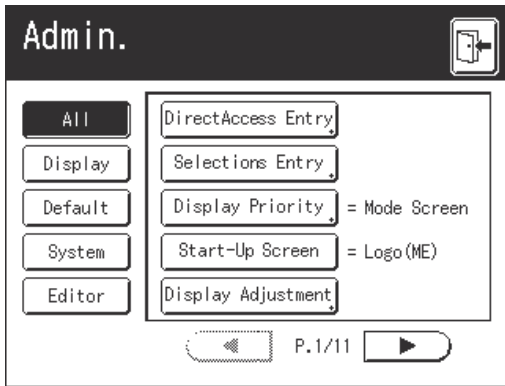 Admin.
All
Display
Default
System
Editor
DirectAccess Entry
Selections Entry
Display Priority = Mode Screen
Start-Up Screen = Logo(ME)
Display Adjustment
P.1/11